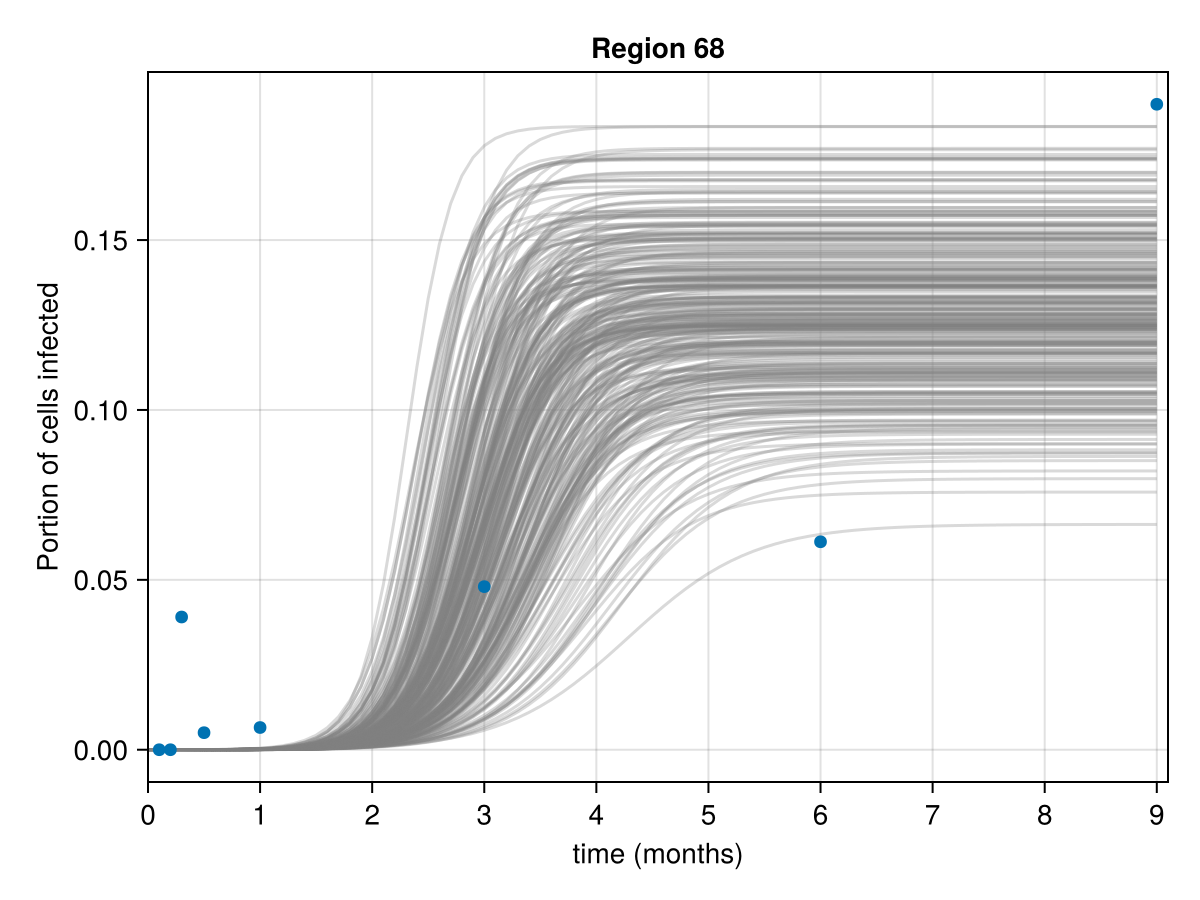 Region 68
Portion of cells infected
0.15
0.10
0.05
0.00
0 1 2 3 4 5 6 7 8 9
time (months)